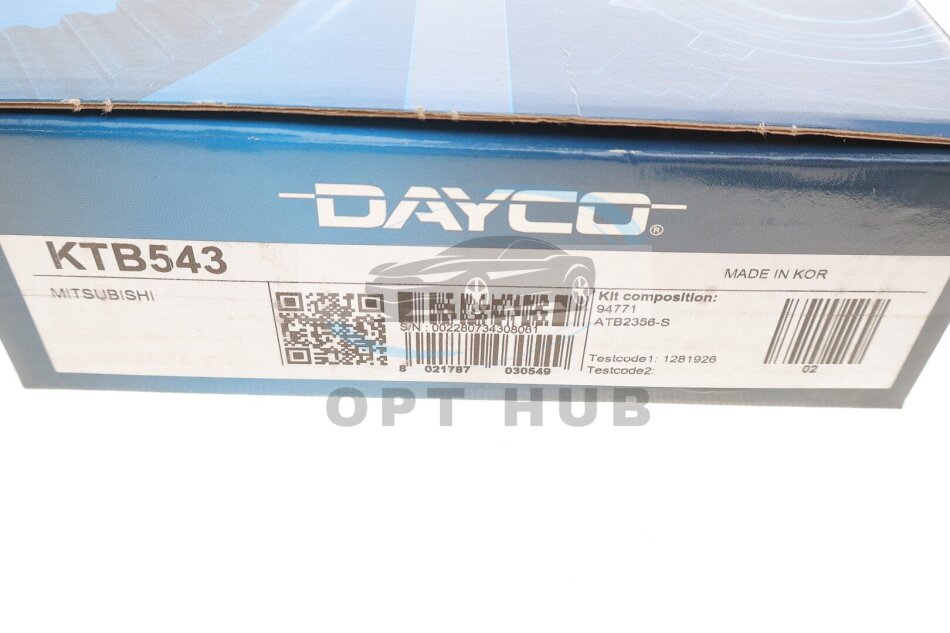 DAYCO®
KTB543
MITSUBISHI
MADE IN KOR
S/N : 002280734308061
8 021787 030549
Kit composition:
94771
ATB2356-S
Testcode1: 1281926
Testcode2:
02
OPT HUB